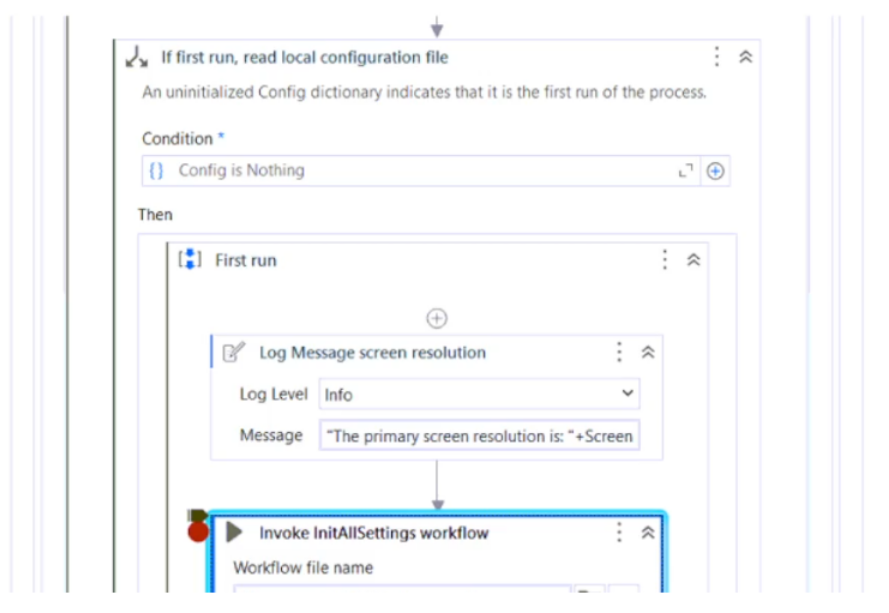 If first run, read local configuration file
An uninitialized Config dictionary indicates that it is the first run of the process.
Condition *
{} Config is Nothing
Then
First run
Log Message screen resolution
Log Level Info
Message "The primary screen resolution is: "+Screen
Invoke InitAllSettings workflow
Workflow file name